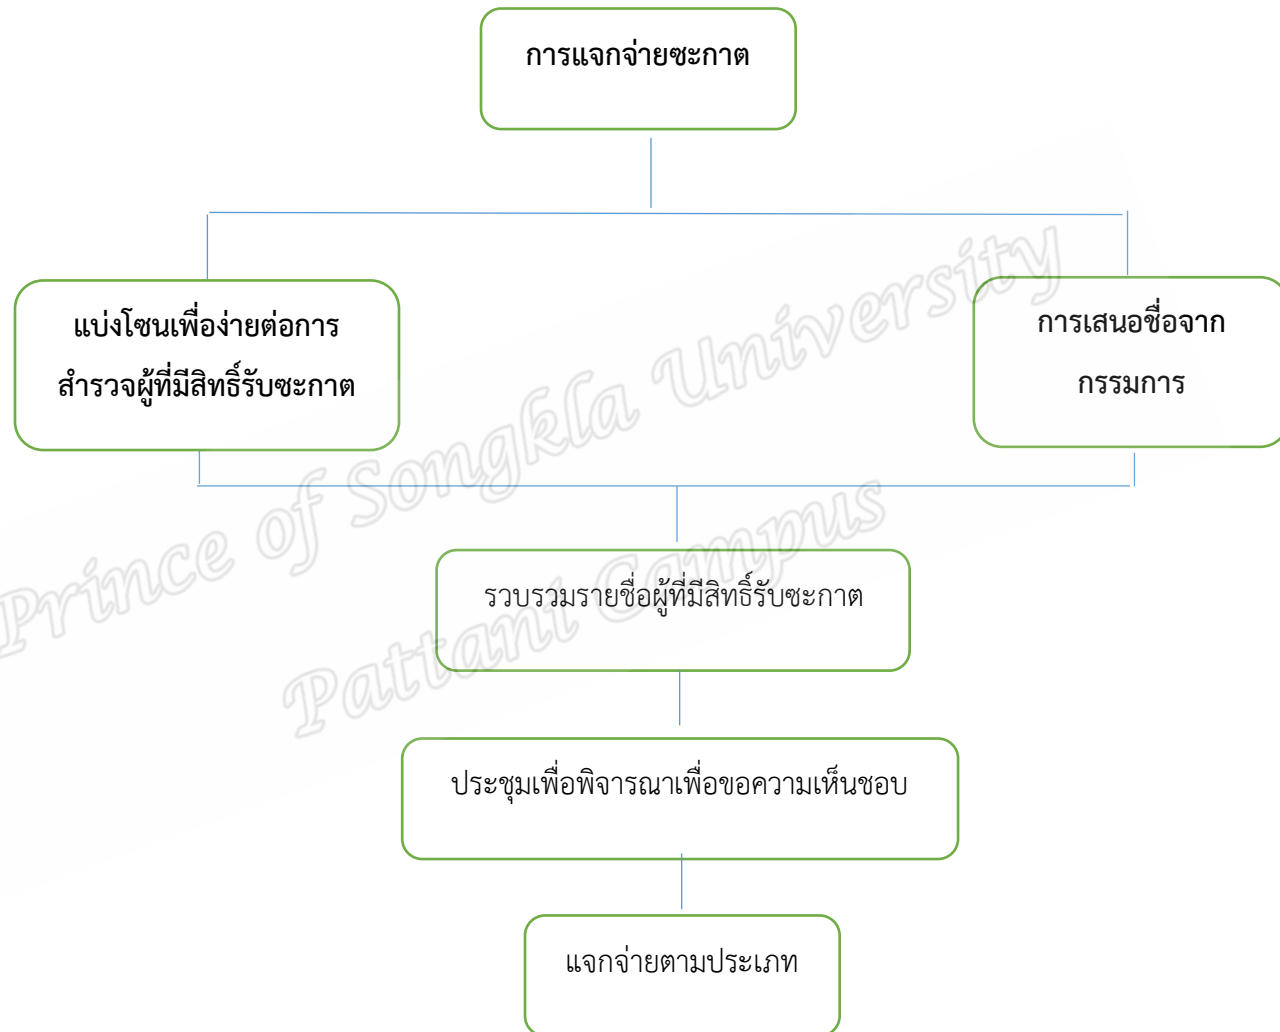 การแจกจ่ายซะกาต
แบ่งโซนเพื่อง่ายต่อการ
สำรวจผู้ที่มีสิทธิ์รับซะกาต
การเสนอชื่อจาก
กรรมการ
รวบรวมรายชื่อผู้ที่มีสิทธิ์รับซะกาต
ประชุมเพื่อพิจารณาเพื่อขอความเห็นชอบ
แจกจ่ายตามประเภท
Prince of Songkla University
Pattani Campus